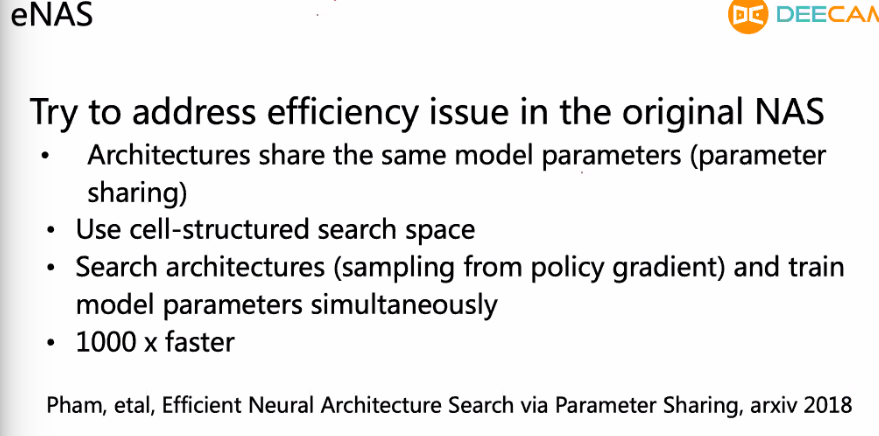 eNAS
DEECAM
Try to address efficiency issue in the original NAS
• Architectures share the same model parameters (parameter
sharing)
• Use cell-structured search space
• Search architectures (sampling from policy gradient) and train
model parameters simultaneously
• 1000 x faster
Pham, etal, Efficient Neural Architecture Search via Parameter Sharing, arxiv 2018